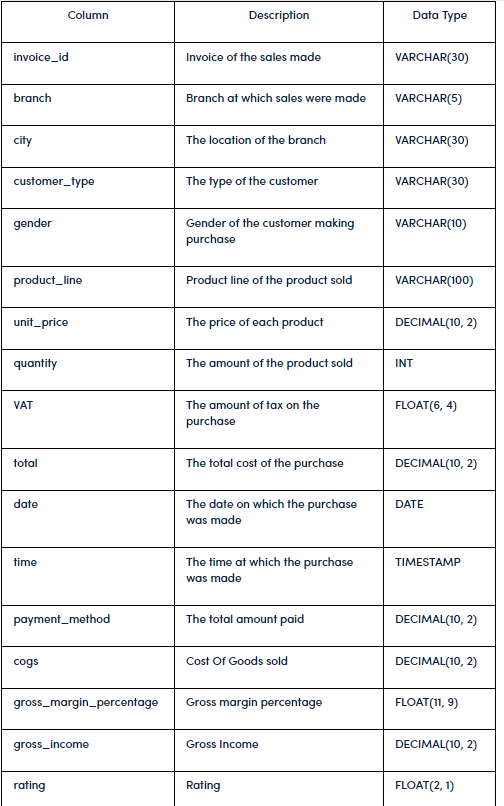 Column Description Data Type
invoice_id Invoice of the sales made VARCHAR(30)
branch Branch at which sales were made VARCHAR(5)
city The location of the branch VARCHAR(30)
customer_type The type of the customer VARCHAR(30)
gender Gender of the customer making VARCHAR(10)
purchase
product_line Product line of the product sold VARCHAR(100)
unit_price The price of each product DECIMAL(10, 2)
quantity The amount of the product sold INT
VAT The amount of tax on the FLOAT(6, 4)
purchase
total The total cost of the purchase DECIMAL(10, 2)
date The date on which the purchase DATE
was made
time The time at which the purchase TIMESTAMP
was made
payment_method The total amount paid DECIMAL(10, 2)
cogs Cost Of Goods sold DECIMAL(10, 2)
gross_margin_percentage Gross margin percentage FLOAT(11, 9)
gross_income Gross Income DECIMAL(10, 2)
rating Rating FLOAT(2, 1)